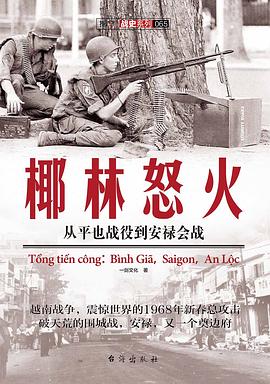 战史系列 065
椰林怒火
从平也战役到安禄会战
Tổng tiến công: Bình Giã, Saigon, An Lộc
一剑文化 著
越南战争，震惊世界的1968年新春总攻击
破天荒的围城战，安禄，又一个奠边府
台海出版社